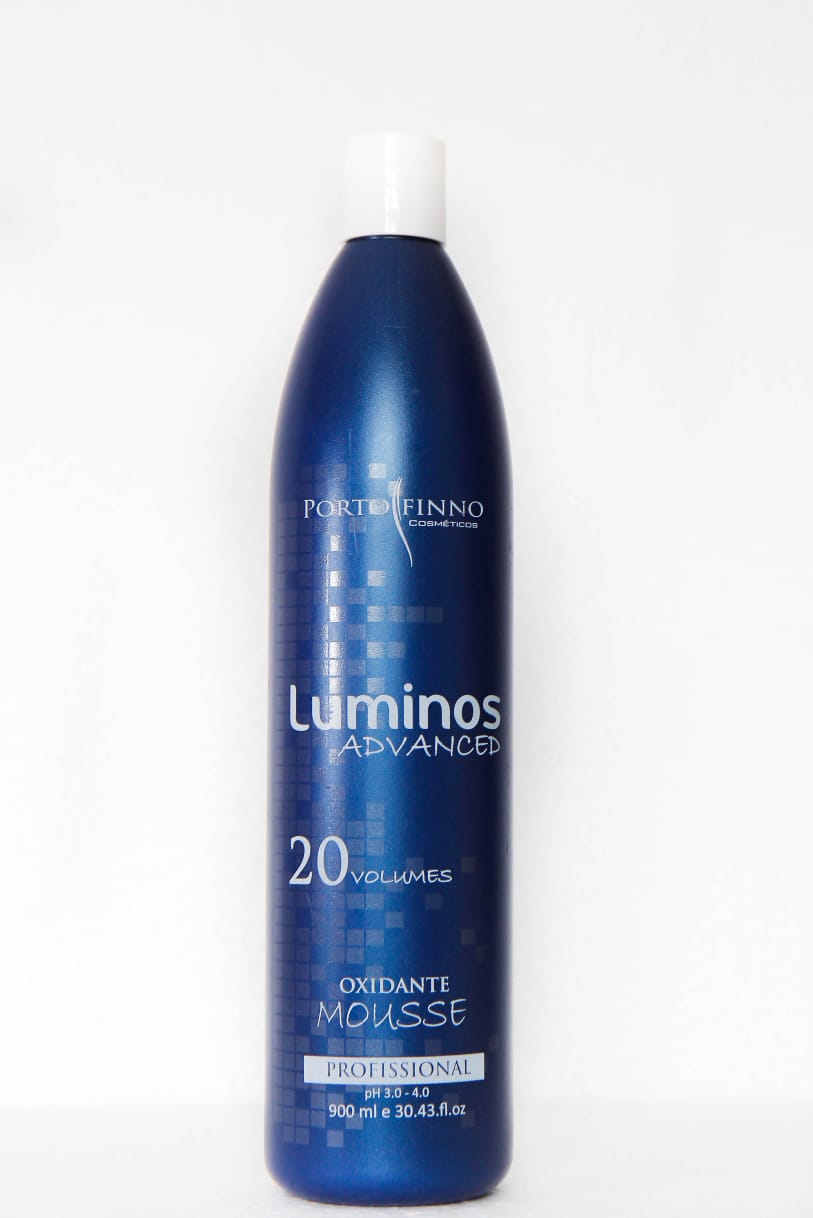 PORTO FINNO
COSMÉTICOS
Luminos
ADVANCED
20 VOLUMES
OXIDANTE
MOUSSE
PROFISSIONAL
pH 3.0 - 4.0
900 ml e 30.43.fl.oz